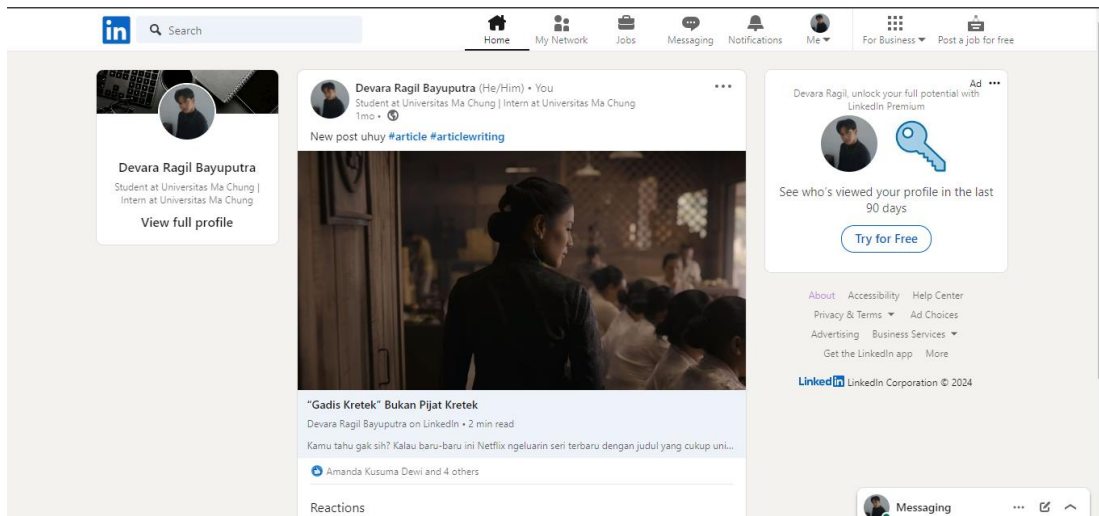 in
Search
Home
My Network
Jobs
Messaging
Notifications
Me
For Business
Post a job for free
Devara Ragil Bayuputra
Student at Universitas Ma Chung |
Intern at Universitas Ma Chung
View full profile
Devara Ragil Bayuputra (He/Him) • You
Student at Universitas Ma Chung | Intern at Universitas Ma Chung
1mo •
New post uhuy #article #articlewriting
"Gadis Kretek" Bukan Pijat Kretek
Devara Ragil Bayuputra on LinkedIn • 2 min read
Kamu tahu gak sih? Kalau baru-baru ini Netflix ngeluarin seri terbaru dengan judul yang cukup uni...
Amanda Kusuma Dewi and 4 others
Reactions
Ad
Devara Ragil, unlock your full potential with
LinkedIn Premium
See who's viewed your profile in the last
90 days
Try for Free
About Accessibility Help Center
Privacy & Terms Ad Choices
Advertising Business Services
Get the LinkedIn app More
LinkedIn LinkedIn Corporation © 2024
Messaging